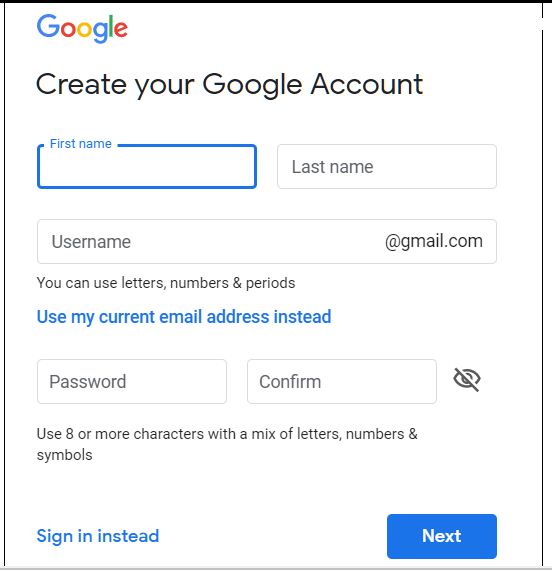 Google
Create your Google Account
First name
Last name
Username @gmail.com
You can use letters, numbers & periods
Use my current email address instead
Password
Confirm
Use 8 or more characters with a mix of letters, numbers &
symbols
Sign in instead
Next